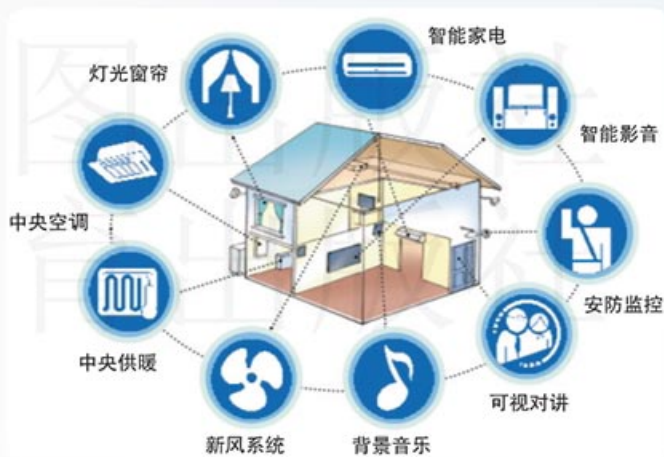 智能家电
灯光窗帘
智能影音
中央空调
安防监控
中央供暖
可视对讲
新风系统
背景音乐